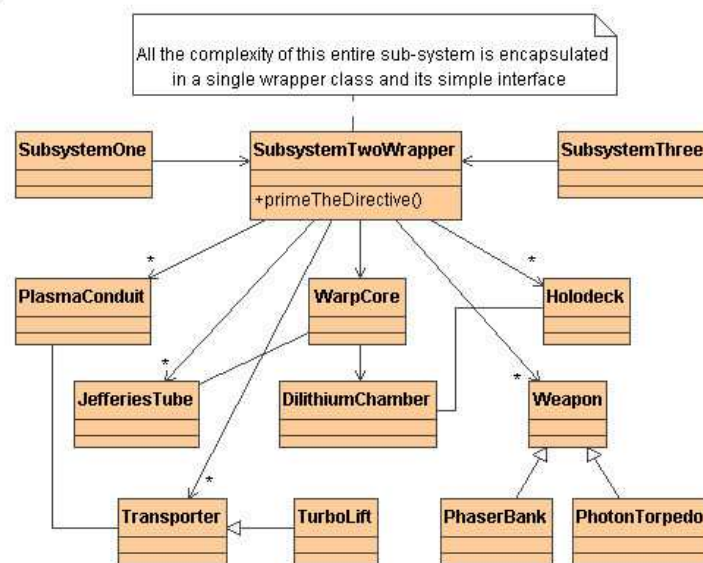 All the complexity of this entire sub-system is encapsulated
in a single wrapper class and its simple interface
SubsystemOne
SubsystemTwoWrapper
SubsystemThree
+primeTheDirective()
*
*
PlasmaConduit
WarpCore
Holodeck
*
*
JefferiesTube
DilithiumChamber
Weapon
*
Transporter
TurboLift
PhaserBank
PhotonTorpedo